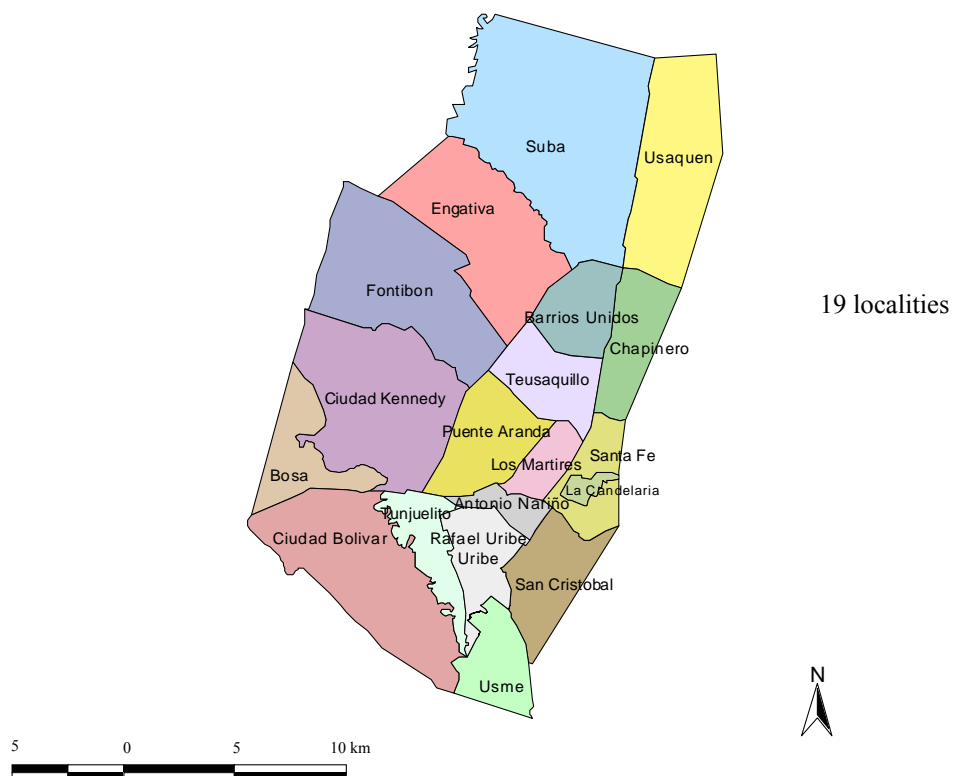 Suba
Usaquen
Engativa
Fontibon
19 localities
Barrios Unidos
Chapinero
Teusaquillo
Ciudad Kennedy
Puente Aranda
Santa Fe
Los Martires
Bosa
La Candelaria
Antonio Nariño
Tunjuelito
Ciudad Bolivar
Rafael Uribe
Uribe
San Cristobal
Usme
N
5 0 5 10 km